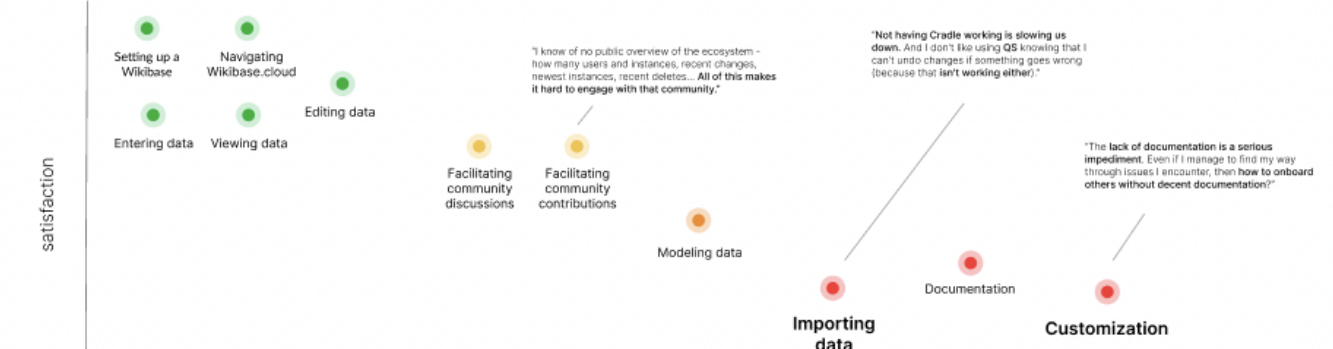 Setting up a
Wikibase
Navigating
Wikibase.cloud
Editing data
Entering data
Viewing data
satisfaction
"I know of no public overview of the ecosystem -
how many users and instances, recent changes,
newest instances, recent deletes... All of this makes
it hard to engage with that community."
Facilitating
community
discussions
Facilitating
community
contributions
Modeling data
"Not having Cradle working is slowing us
down. And I don't like using QS knowing that I
can't undo changes if something goes wrong
(because that isn't working either)."
Importing
data
Documentation
"The lack of documentation is a serious
impediment. Even if I manage to find my way
through issues I encounter, then how to onboard
others without decent documentation?"
Customization